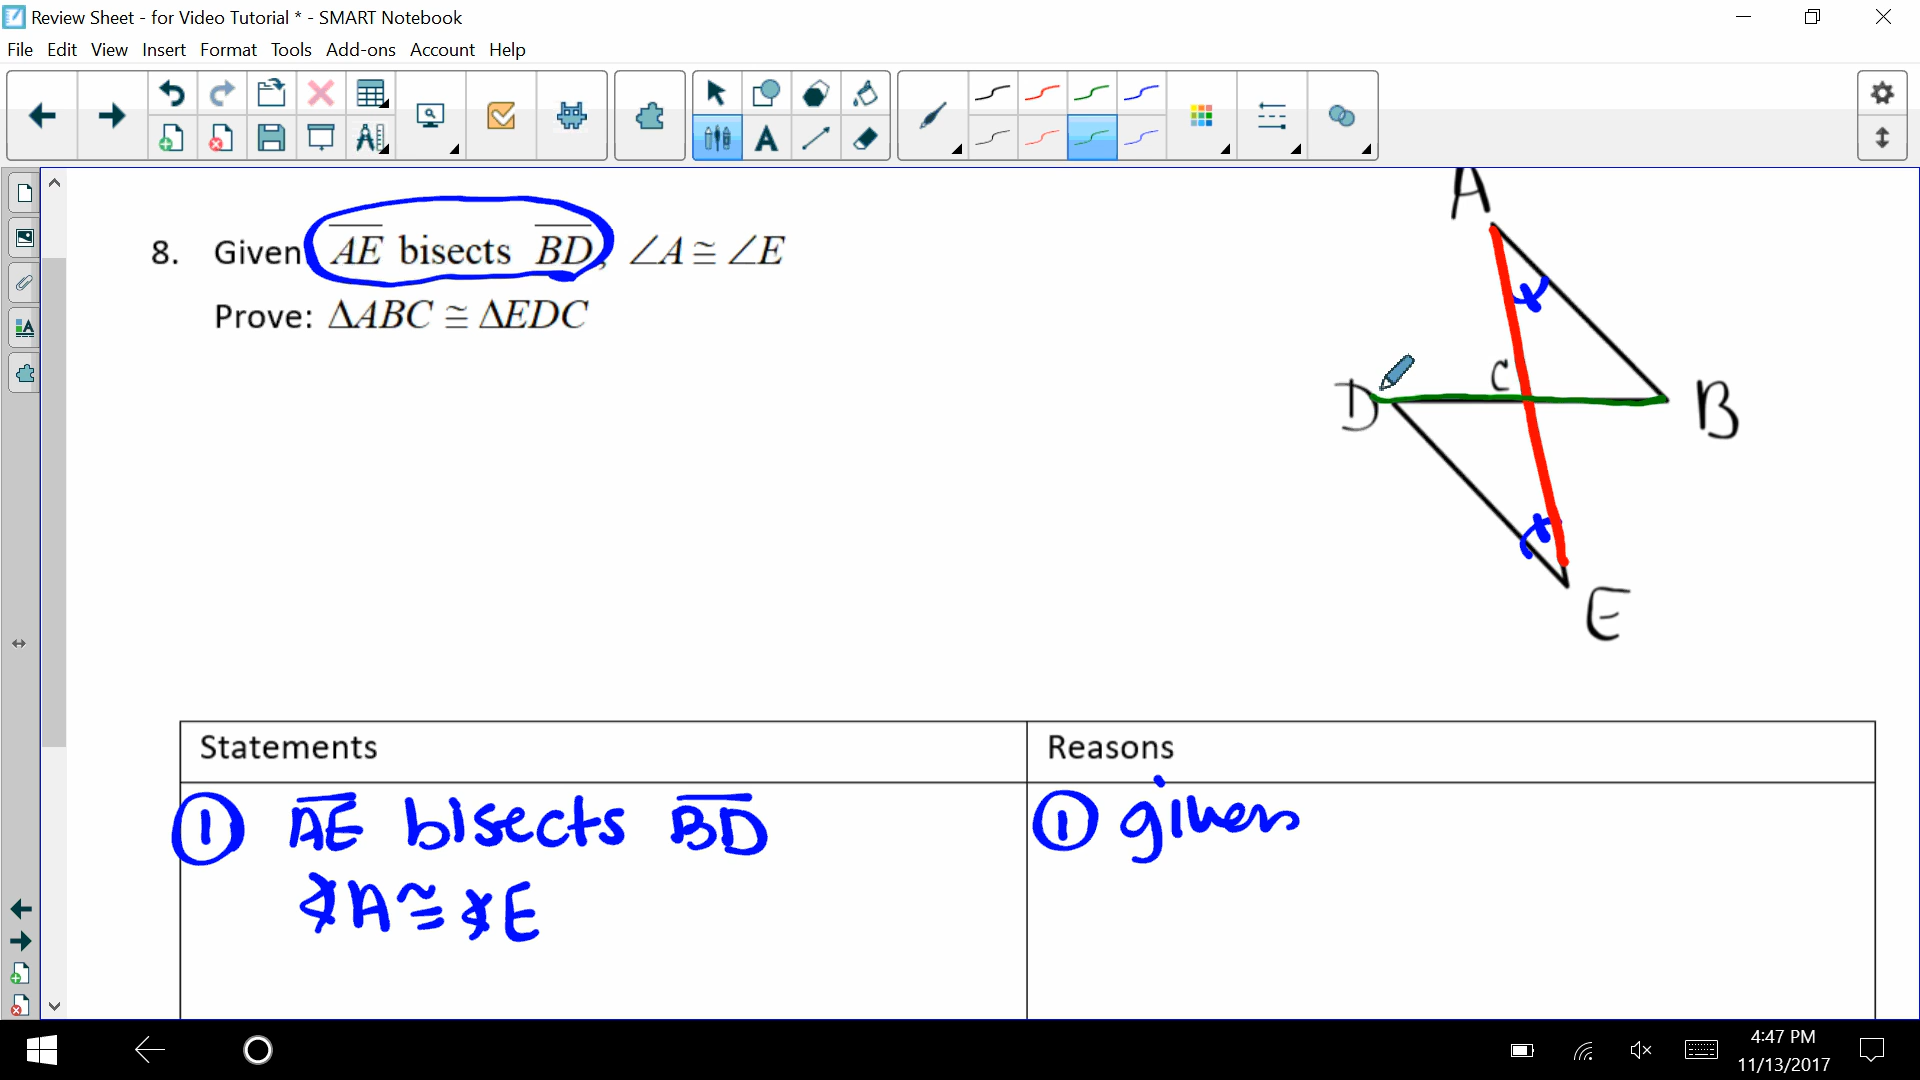 Review Sheet - for Video Tutorial * - SMART Notebook
File Edit View Insert Format Tools Add-ons Account Help
8. Given AE bisects BD, ∠A ≅ ∠E
Prove: ΔABC ≅ ΔEDC
A
C
D
B
E
Statements Reasons
① AE bisects BD ① given
∡A ≅ ∡E
4:47 PM
11/13/2017